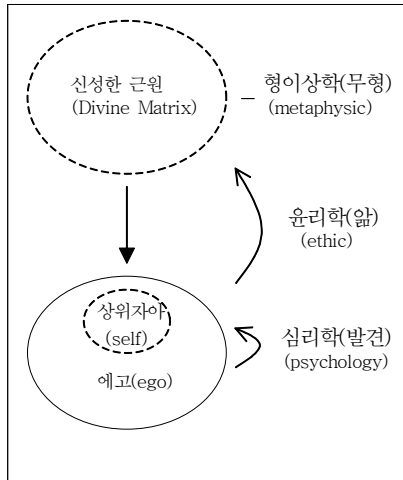 신성한 근원
(Divine Matrix)
– 형이상학(무형)
(metaphysic)
윤리학(앎)
(ethic)
상위자아
(self)
에고(ego)
심리학(발견)
(psychology)